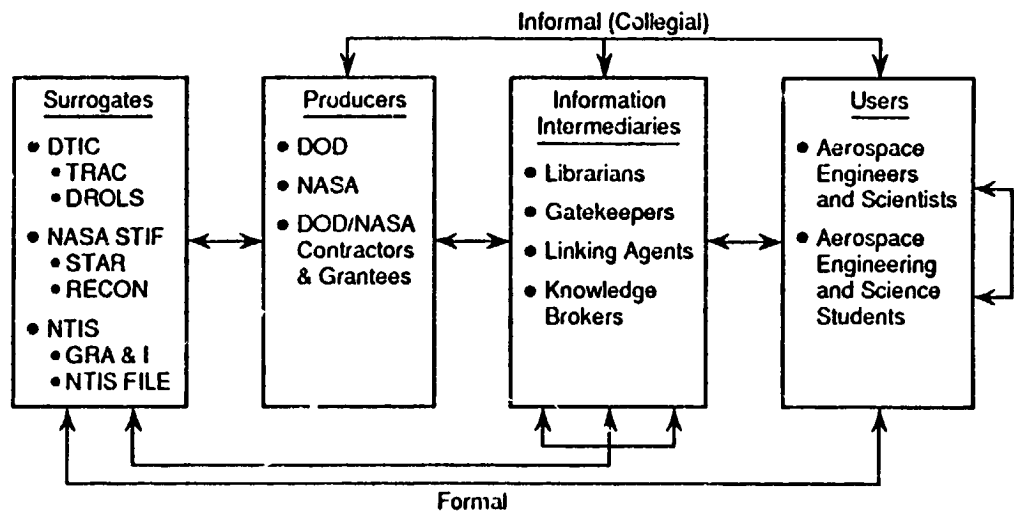 Informal (Collegial)
Surrogates
• DTIC
• TRAC
• DROLS
• NASA STIF
• STAR
• RECON
• NTIS
• GRA & I
• NTIS FILE
Producers
• DOD
• NASA
• DOD/NASA
Contractors
& Grantees
Information
Intermediaries
• Librarians
• Gatekeepers
• Linking Agents
• Knowledge
Brokers
Users
• Aerospace
Engineers
and Scientists
• Aerospace
Engineering
and Science
Students
Formal